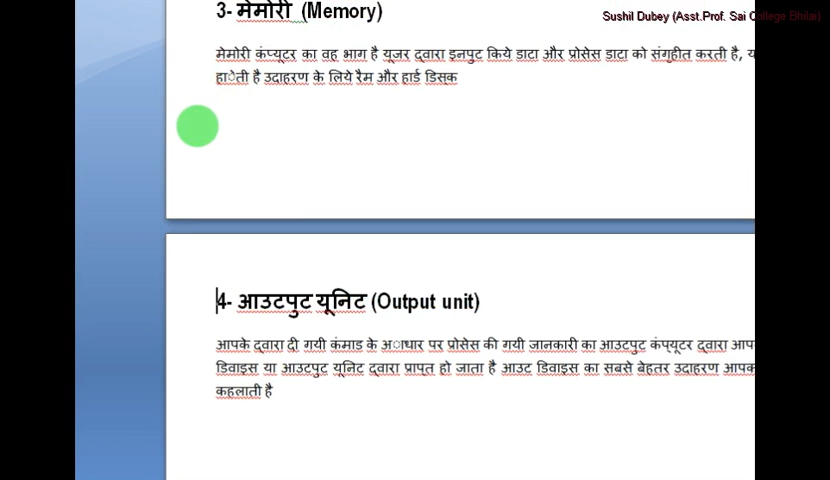 Sushil Dubey (Asst.Prof. Sai College Bhilai)
3- मेमोरी (Memory)
मेमोरी कंप्यूटर का वह भाग है यूजर द्वारा इनपुट किये डाटा और प्रोसेस डाटा को संगृहीत करती है,
हाेती है उदाहरण के लिये रैम और हार्ड डिस्क
4- आउटपुट यूनिट (Output unit)
आपके द्वारा दी गयी कंमाड के अाधार पर प्रोसेस की गयी जानकारी का आउटपुट कंप्यूटर द्वारा आप
डिवाइस या आउटपुट यूनिट द्वारा प्राप्त हो जाता है आउट डिवाइस का सबसे बेहतर उदाहरण आपक
कहलाती है